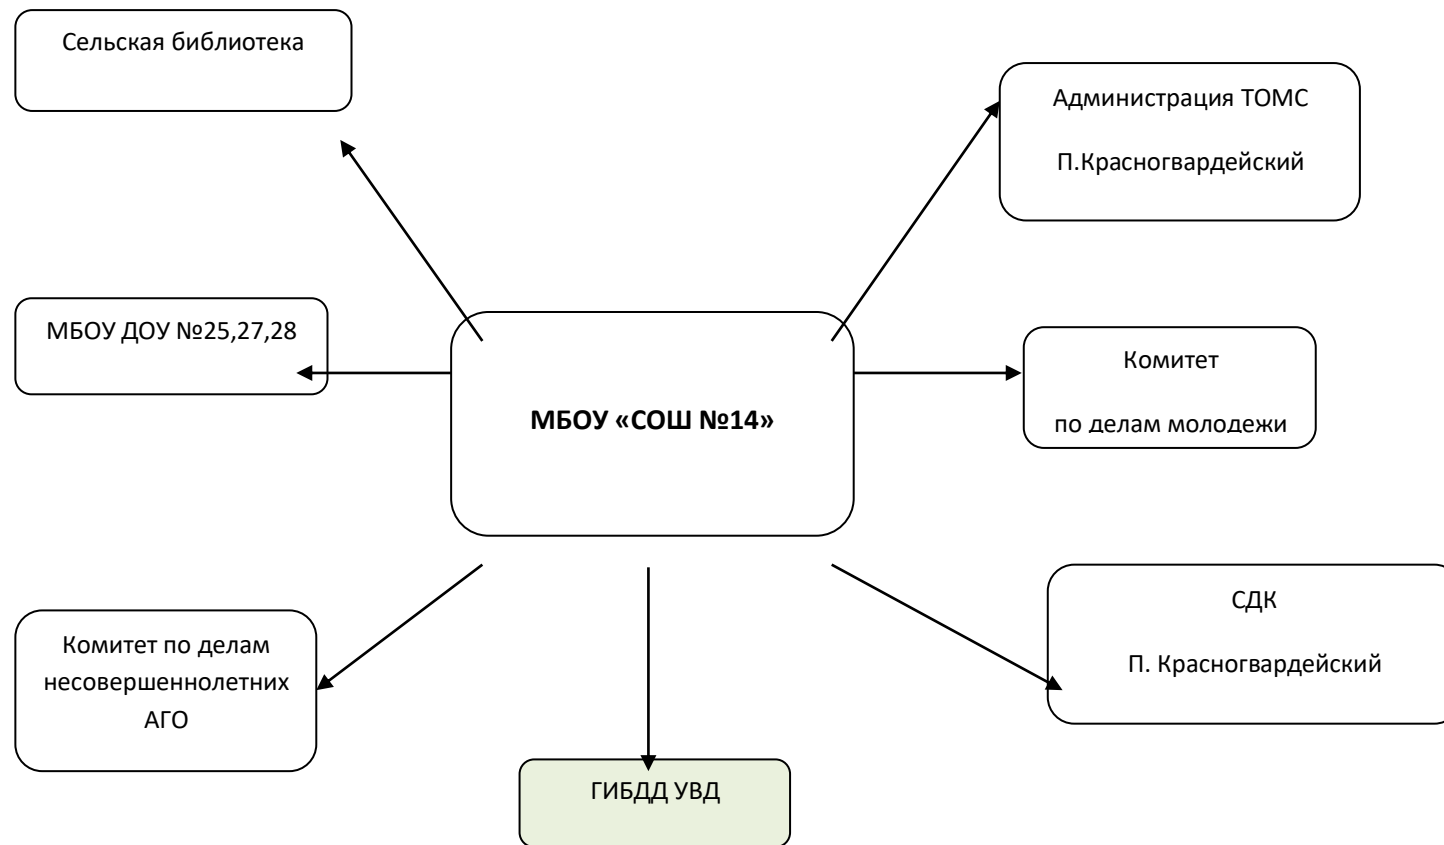 Сельская библиотека
Администрация ТОМС
П.Красногвардейский
МБОУ ДОУ №25,27,28
Комитет
по делам молодежи
МБОУ «СОШ №14»
СДК
П. Красногвардейский
Комитет по делам
несовершеннолетних
АГО
ГИБДД УВД